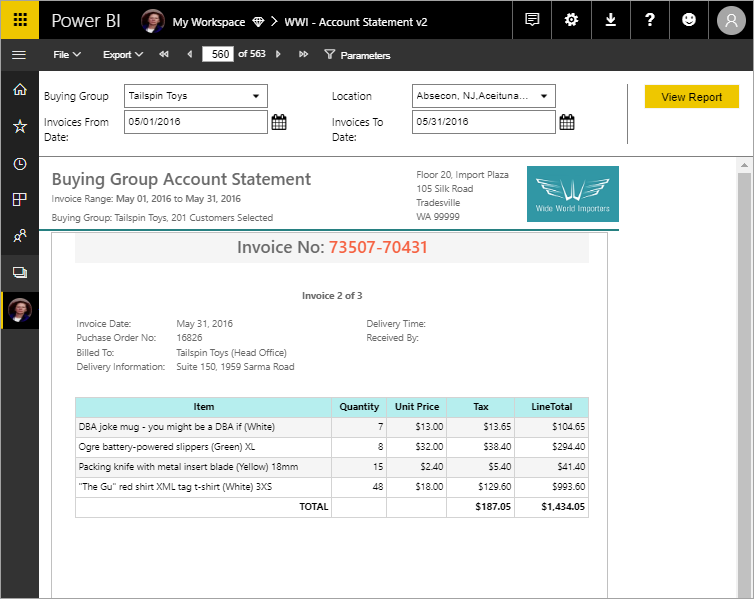 Power BI My Workspace > WWI - Account Statement v2
File Export 560 of 563 Parameters
Buying Group Tailspin Toys Location Absecon, NJ,Aceituna...
View Report
Invoices From Date: 05/01/2016 Invoices To Date: 05/31/2016
Buying Group Account Statement
Invoice Range: May 01, 2016 to May 31, 2016
Buying Group: Tailspin Toys, 201 Customers Selected
Floor 20, Import Plaza
105 Silk Road
Tradesville
WA 99999
Wide World Importers
Invoice No: 73507-70431
Invoice 2 of 3
Invoice Date: May 31, 2016 Delivery Time:
Puchase Order No: 16826 Received By:
Billed To: Tailspin Toys (Head Office)
Delivery Information: Suite 150, 1959 Sarma Road
Item Quantity Unit Price Tax LineTotal
DBA joke mug - you might be a DBA if (White) 7 $13.00 $13.65 $104.65
Ogre battery-powered slippers (Green) XL 8 $32.00 $38.40 $294.40
Packing knife with metal insert blade (Yellow) 18mm 15 $2.40 $5.40 $41.40
"The Gu" red shirt XML tag t-shirt (White) 3XS 48 $18.00 $129.60 $993.60
TOTAL $187.05 $1,434.05